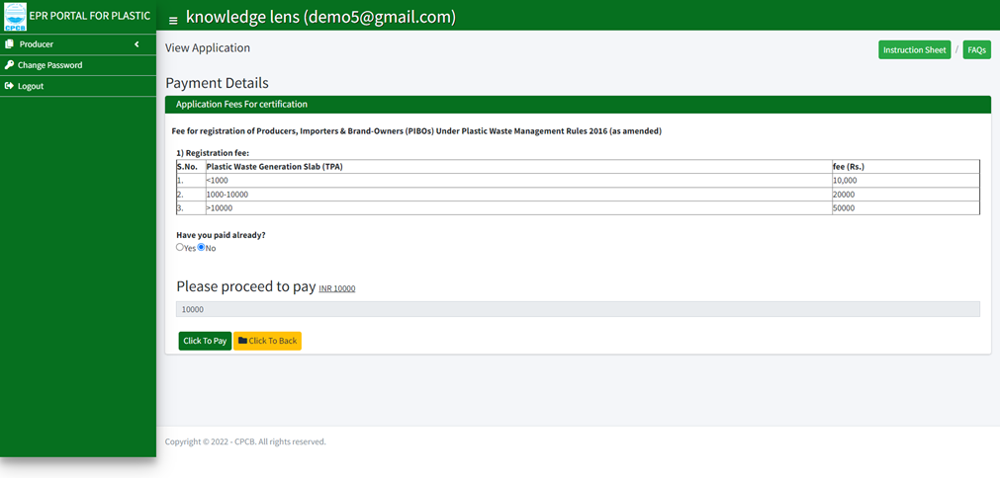 EPR PORTAL FOR PLASTIC
CPCB
Producer
Change Password
Logout
knowledge lens (demo5@gmail.com)
View Application
Instruction Sheet / FAQs
Payment Details
Application Fees For certification
Fee for registration of Producers, Importers & Brand-Owners (PIBOs) Under Plastic Waste Management Rules 2016 (as amended)
1) Registration fee:
S.No. Plastic Waste Generation Slab (TPA) fee (Rs.)
1. <1000 10,000
2. 1000-10000 20000
3. >10000 50000
Have you paid already?
Yes No
Please proceed to pay INR 10000
10000
Click To Pay Click To Back
Copyright © 2022 - CPCB. All rights reserved.